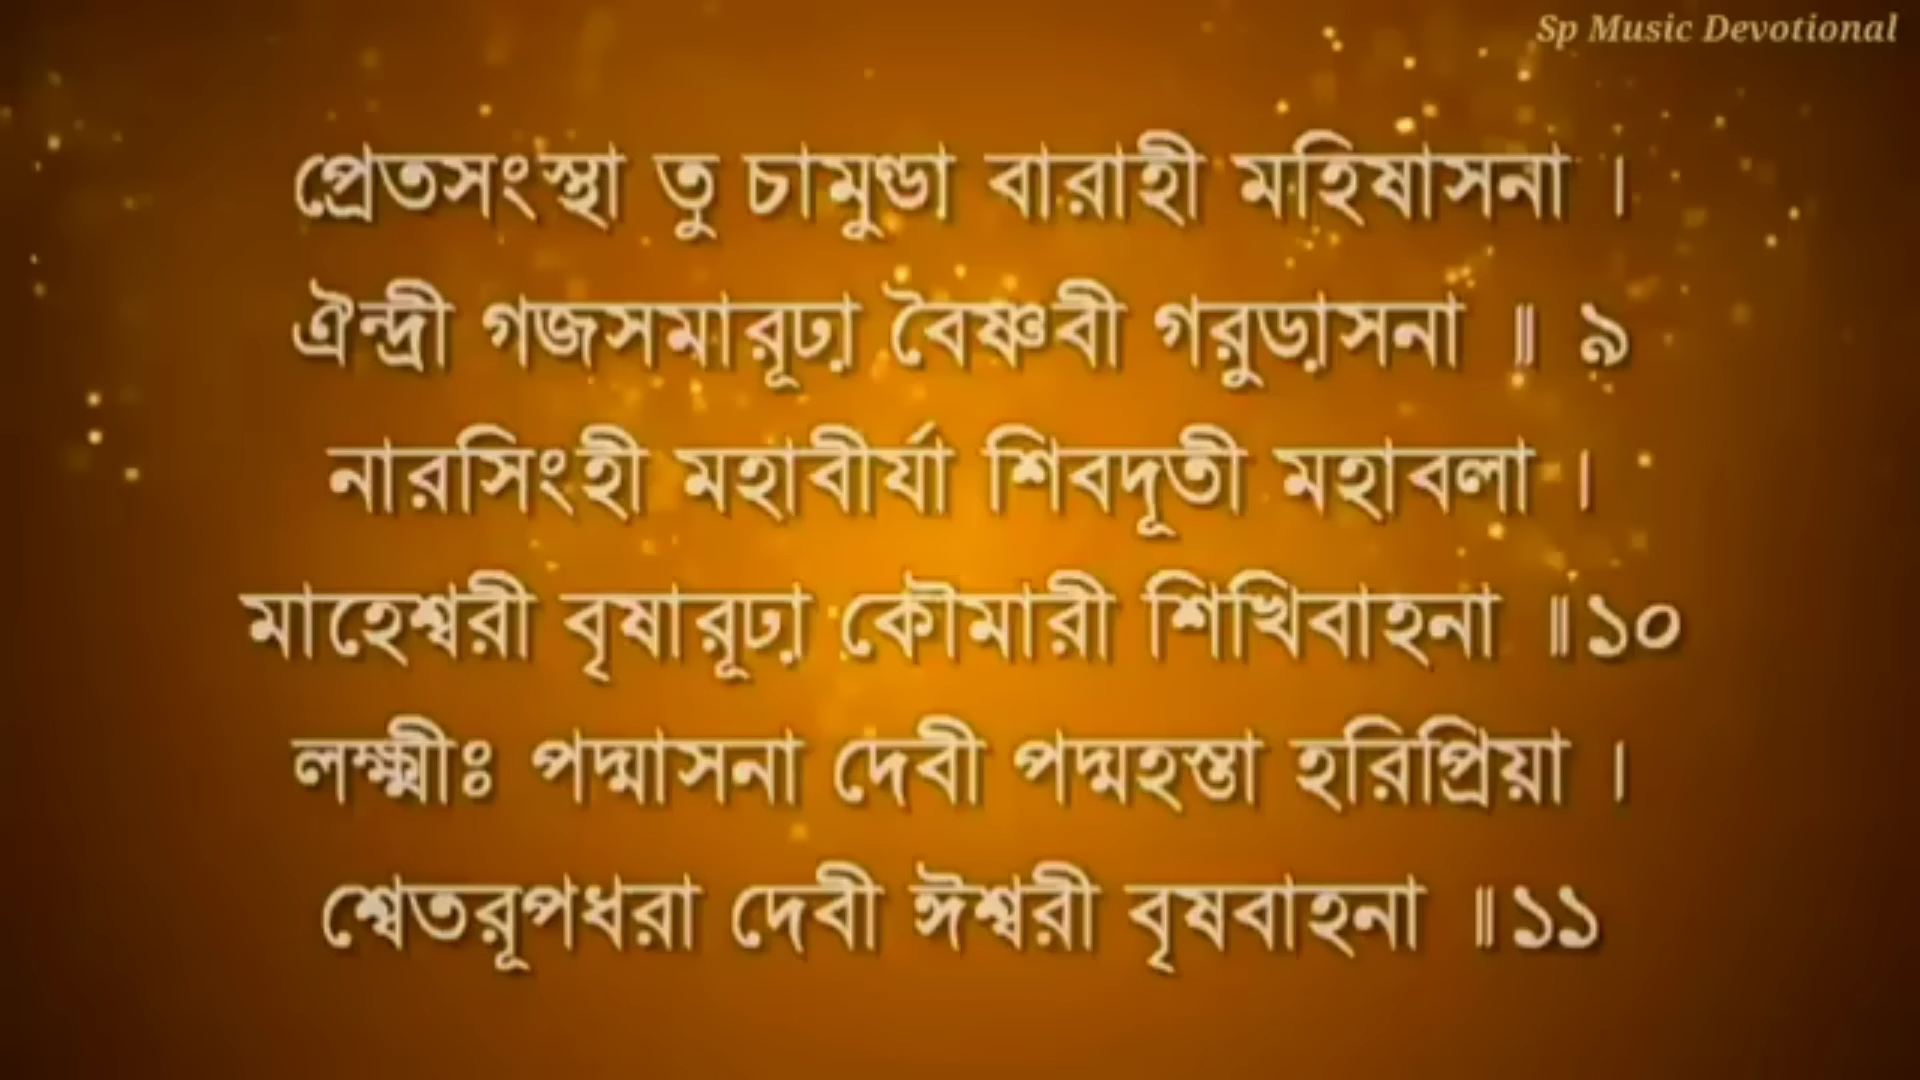 Sp Music Devotional
প্রেতসংস্থা তু চামুণ্ডা বারাহী মহিষাসনা ।
ঐন্দ্রী গজসমারূঢ়া বৈষ্ণবী গরুড়াসনা ॥ ৯
নারসিংহী মহাবীর্যা শিবদূতী মহাবলা ।
মাহেশ্বরী বৃষারূঢ়া কৌমারী শিখিবাহনা ॥১০
লক্ষ্মীঃ পদ্মাসনা দেবী পদ্মহস্তা হরিপ্রিয়া ।
শ্বেতরূপধরা দেবী ঈশ্বরী বৃষবাহনা ॥১১